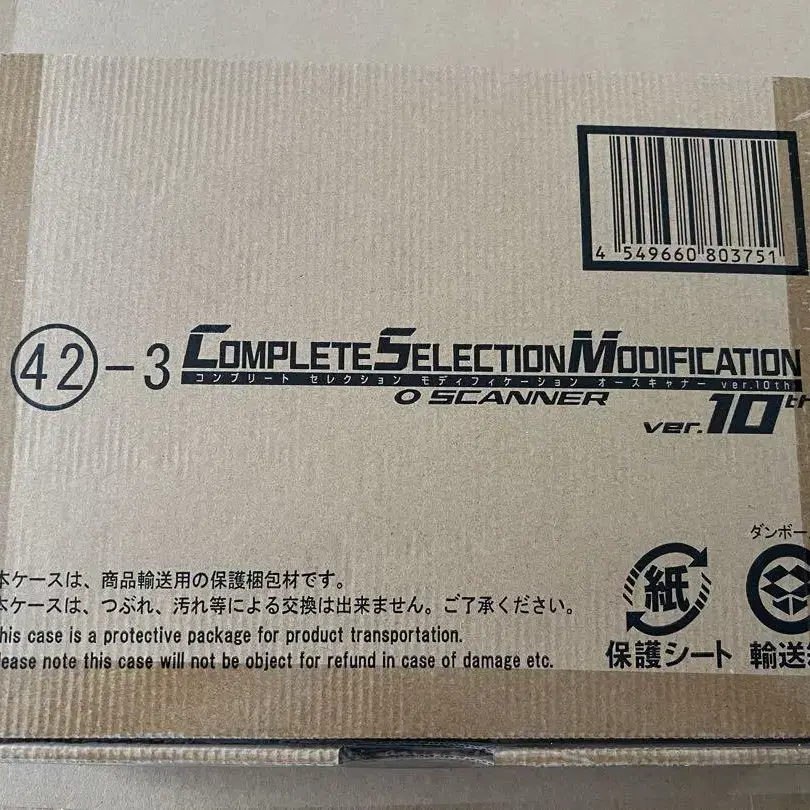 4 549660 803751
42-3
COMPLETE SELECTION MODIFICATION
コンプリート セレクション モディフィケーション オースキャナー ver.10th
O SCANNER
ver.10th
ダンボー
本ケースは、商品輸送用の保護梱包材です。
本ケースは、つぶれ、汚れ等による交換は出来ません。ご了承ください。
his case is a protective package for product transportation.
lease note this case will not be object for refund in case of damage etc.
紙
保護シート
輸送